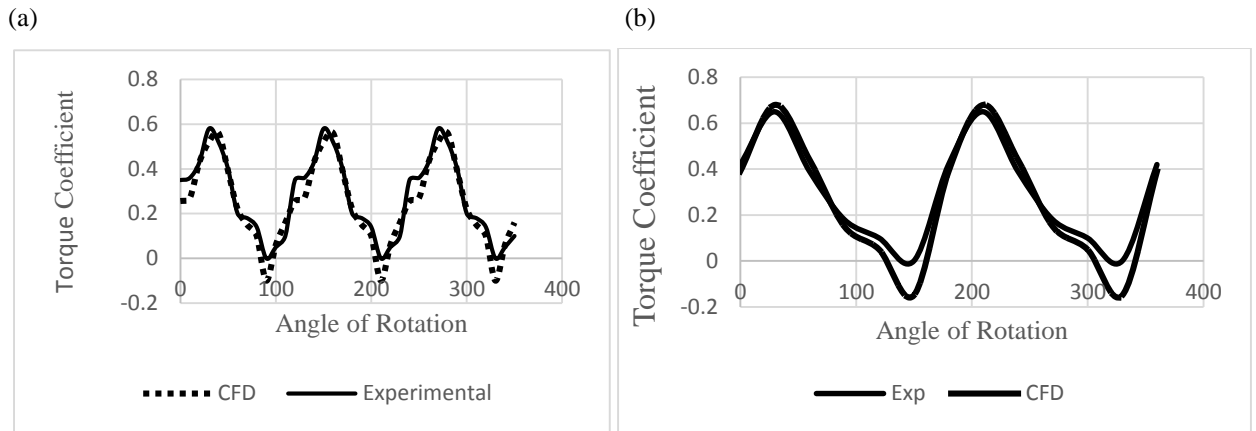 (a)
(b)
0.8
0.6
0.4
0.2
0
-0.2
Torque Coefficient
0 100 200 300 400
Angle of Rotation
CFD Experimental
0.8
0.6
0.4
0.2
0
-0.2
Torque Coefficient
0 100 200 300 400
Angle of Rotation
Exp CFD